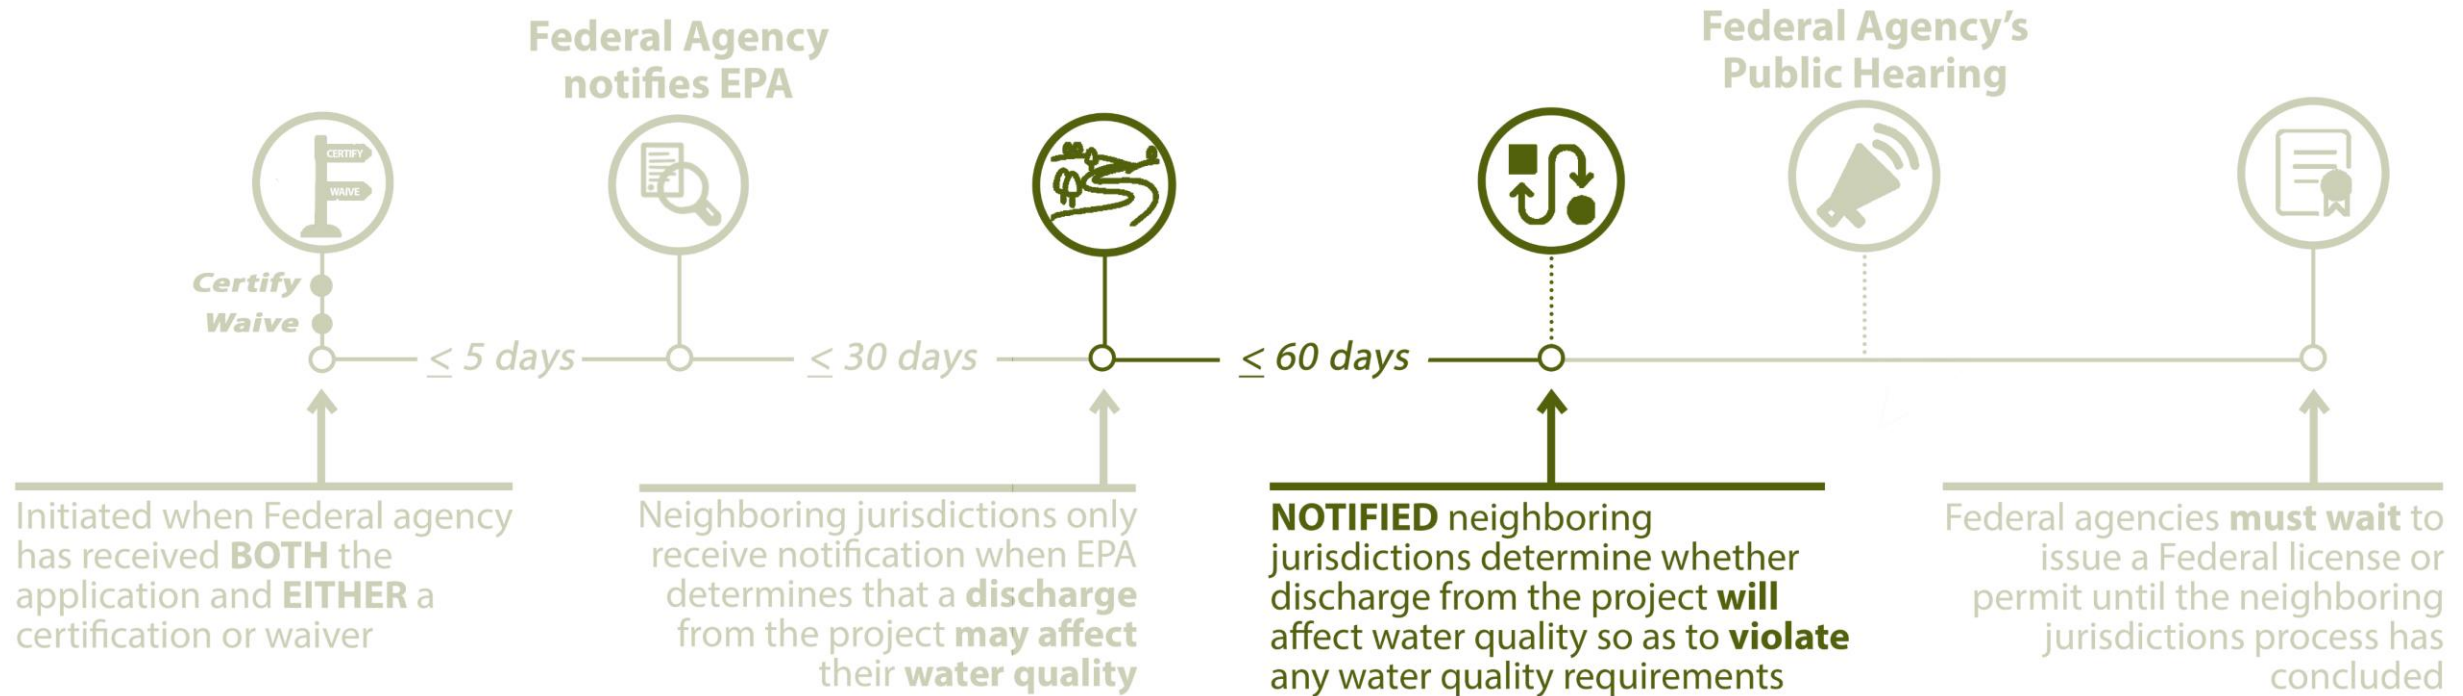 Federal Agency
notifies EPA
Federal Agency's
Public Hearing
CERTIFY
WAIVE
Certify
Waive
≤ 5 days
≤ 30 days
≤ 60 days
Initiated when Federal agency
has received BOTH the
application and EITHER a
certification or waiver
Neighboring jurisdictions only
receive notification when EPA
determines that a discharge
from the project may affect
their water quality
NOTIFIED neighboring
jurisdictions determine whether
discharge from the project will
affect water quality so as to violate
any water quality requirements
Federal agencies must wait to
issue a Federal license or
permit until the neighboring
jurisdictions process has
concluded